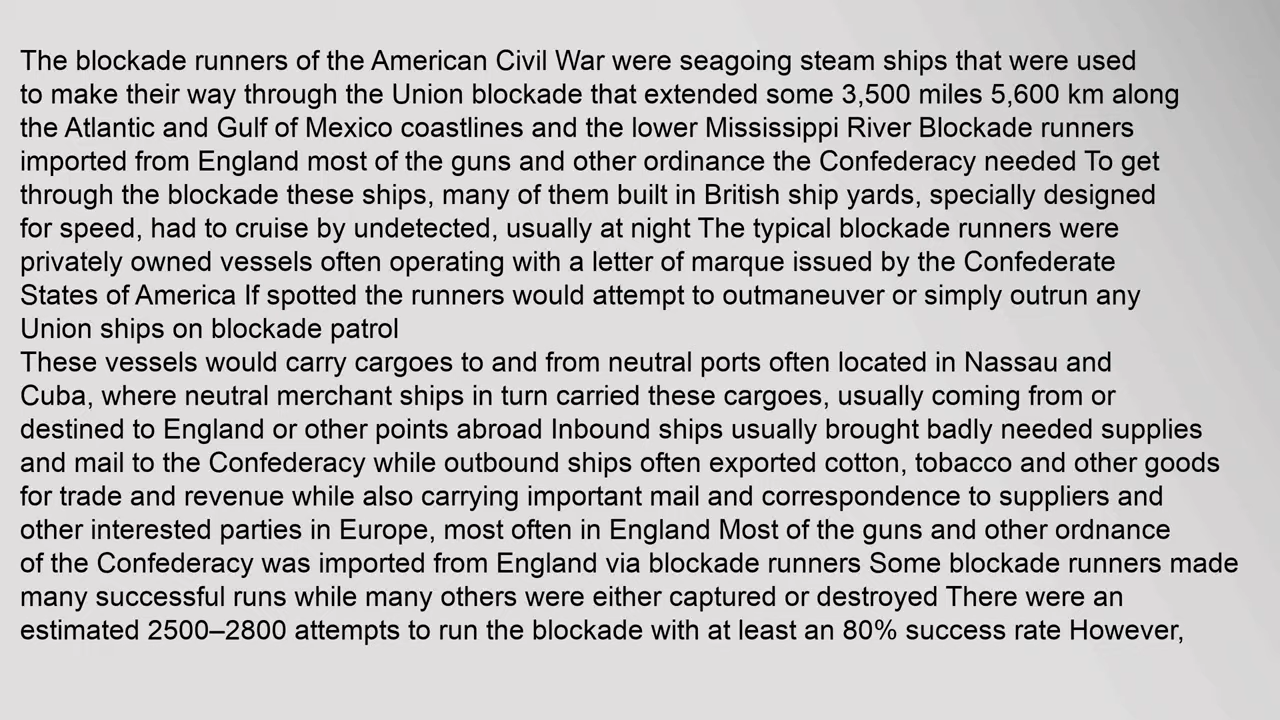 The blockade runners of the American Civil War were seagoing steam ships that were used
to make their way through the Union blockade that extended some 3,500 miles 5,600 km along
the Atlantic and Gulf of Mexico coastlines and the lower Mississippi River Blockade runners
imported from England most of the guns and other ordinance the Confederacy needed To get
through the blockade these ships, many of them built in British ship yards, specially designed
for speed, had to cruise by undetected, usually at night The typical blockade runners were
privately owned vessels often operating with a letter of marque issued by the Confederate
States of America If spotted the runners would attempt to outmaneuver or simply outrun any
Union ships on blockade patrol
These vessels would carry cargoes to and from neutral ports often located in Nassau and
Cuba, where neutral merchant ships in turn carried these cargoes, usually coming from or
destined to England or other points abroad Inbound ships usually brought badly needed supplies
and mail to the Confederacy while outbound ships often exported cotton, tobacco and other goods
for trade and revenue while also carrying important mail and correspondence to suppliers and
other interested parties in Europe, most often in England Most of the guns and other ordnance
of the Confederacy was imported from England via blockade runners Some blockade runners made
many successful runs while many others were either captured or destroyed There were an
estimated 2500–2800 attempts to run the blockade with at least an 80% success rate However,